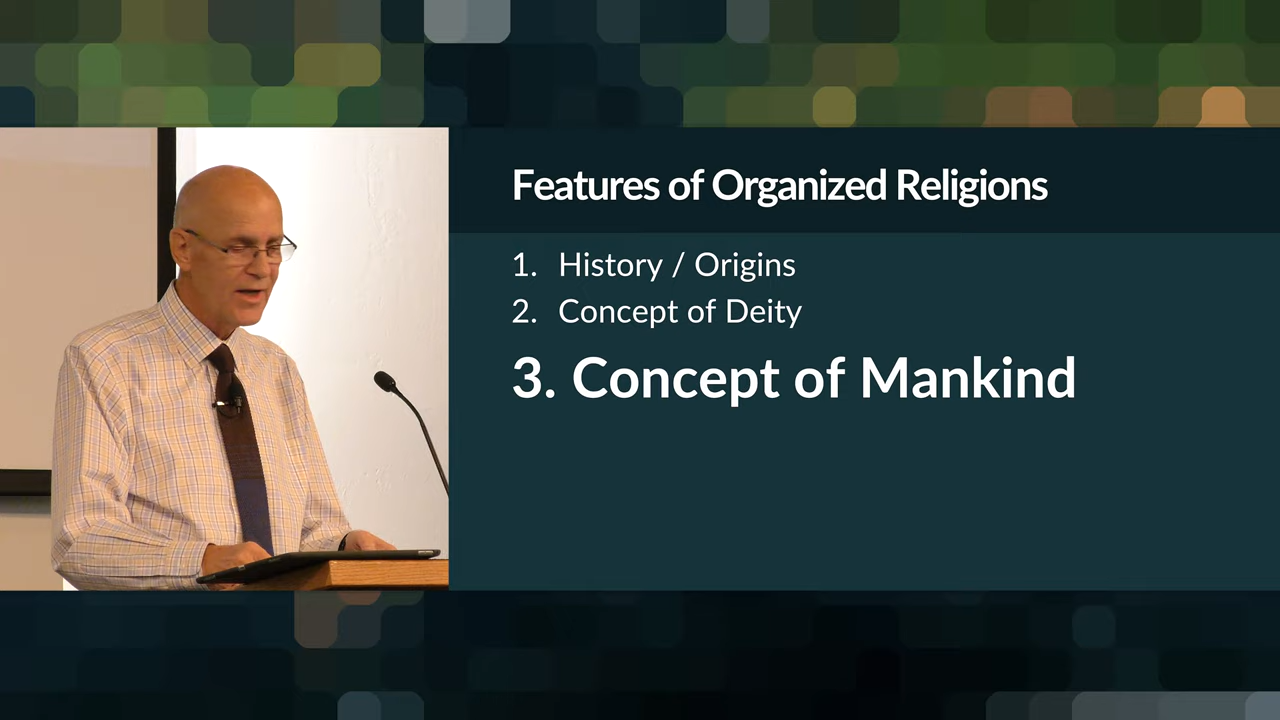 Features of Organized Religions
1. History / Origins
2. Concept of Deity
3. Concept of Mankind